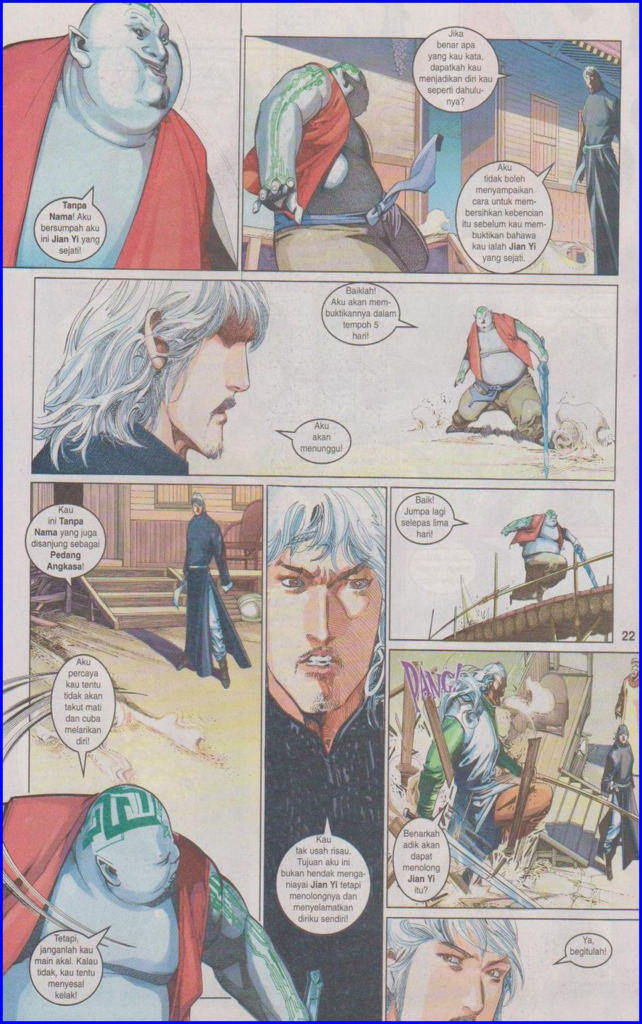 Tanpa
Nama! Aku
bersumpah aku
ini Jian Yi yang
sejati!
Jika
benar apa
yang kau kata,
dapatkah kau
menjadikan diri kau
seperti dahulu-
nya?
Aku
tidak boleh
menyampaikan
cara untuk mem-
bersihkan kebencian
itu sebelum kau mem-
buktikan bahawa
kau ialah Jian Yi
yang sejati.
Baiklah!
Aku akan mem-
buktikannya dalam
tempoh 5
hari!
Aku
akan
menunggu!
Kau
ini Tanpa
Nama yang juga
disanjung sebagai
Pedang
Angkasa!
Aku
percaya
kau tentu
tidak akan
takut mati
dan cuba
melarikan
diri!
Tetapi,
janganlah kau
main akal. Kalau
tidak, kau tentu
menyesal
kelak!
Kau
tak usah risau.
Tujuan aku ini
bukan hendak menga-
niayai Jian Yi tetapi
menolongnya dan
menyelamatkan
diriku sendiri!
Baik!
Jumpa lagi
selepas lima
hari!
22
DANG!
Benarkah
adik akan
dapat
menolong
Jian Yi
itu?
Ya,
begitulah!